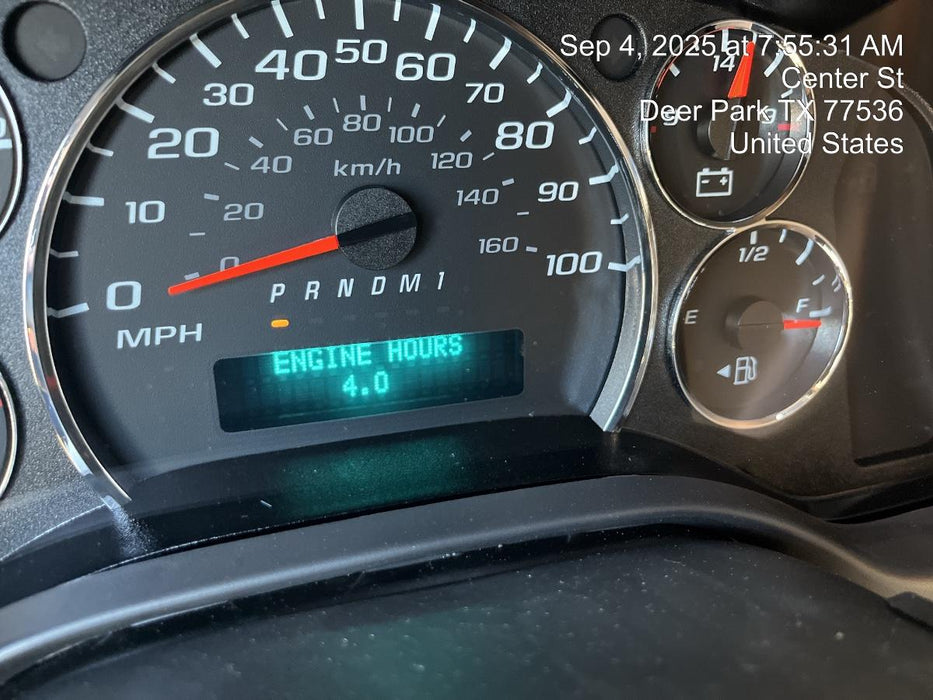 Sep 4, 2025 at 7:55:31 AM
Center St
Deer Park TX 77536
United States
0
10
20
30
40
50
60
70
80
90
100
MPH
0
20
40
60
80
100
120
140
160
km/h
P R N D M 1
ENGINE HOURS
4.0
14
E
1/2
F